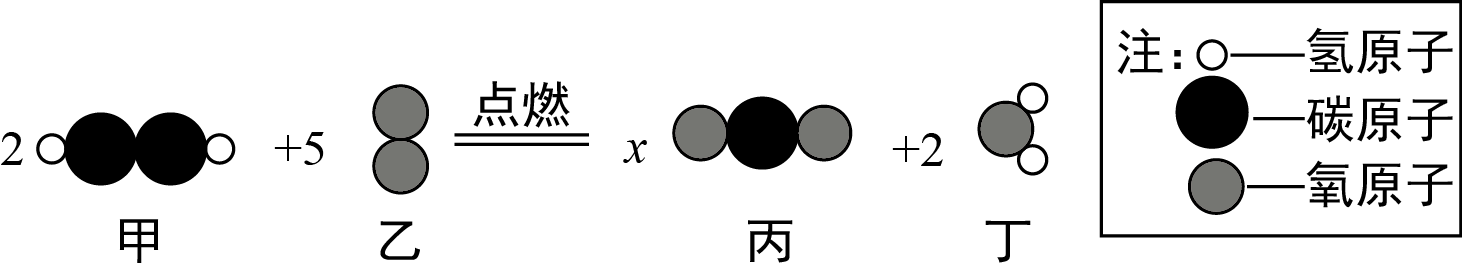 2 +5 点燃 x +2
甲 乙 丙 丁
注：
氢原子
碳原子
氧原子